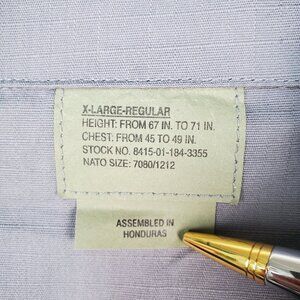 X-LARGE-REGULAR
HEIGHT: FROM 67 IN. TO 71 IN.
CHEST: FROM 45 TO 49 IN.
STOCK NO. 8415-01-184-3355
NATO SIZE: 7080/1212
ASSEMBLED IN
HONDURAS